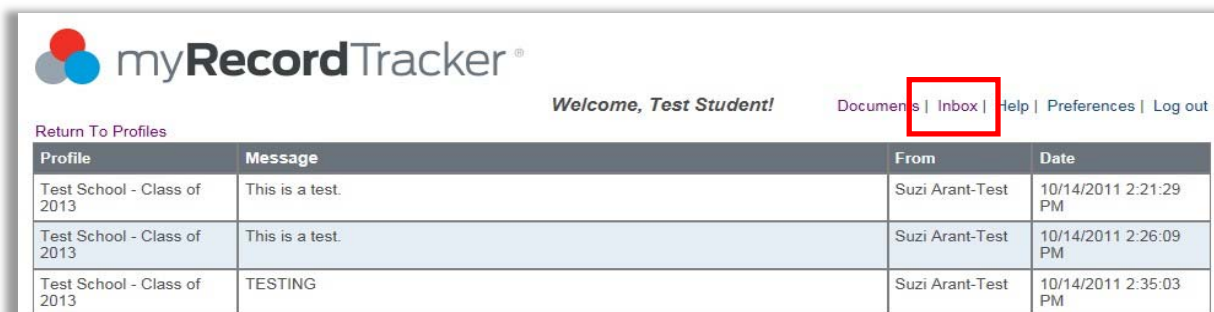 myRecordTracker®
Welcome, Test Student! Documents | Inbox | Help | Preferences | Log out
Return To Profiles
Profile Message From Date
Test School - Class of 2013 This is a test. Suzi Arant-Test 10/14/2011 2:21:29 PM
Test School - Class of 2013 This is a test. Suzi Arant-Test 10/14/2011 2:26:09 PM
Test School - Class of 2013 TESTING Suzi Arant-Test 10/14/2011 2:35:03 PM